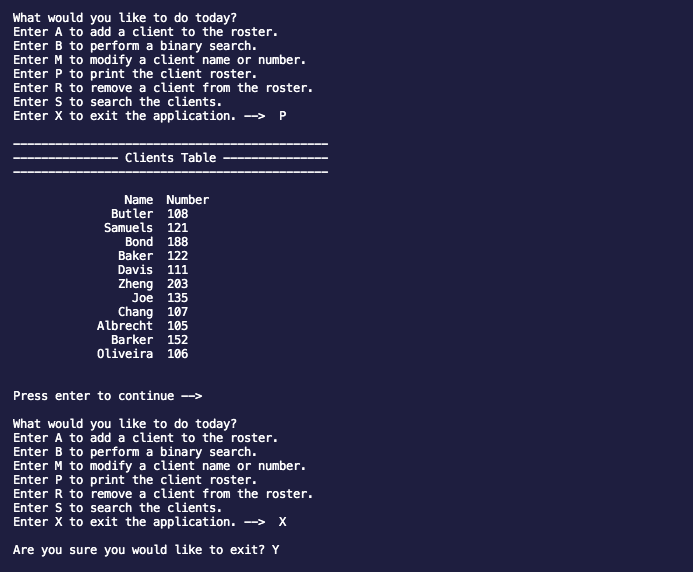 What would you like to do today?
Enter A to add a client to the roster.
Enter B to perform a binary search.
Enter M to modify a client name or number.
Enter P to print the client roster.
Enter R to remove a client from the roster.
Enter S to search the clients.
Enter X to exit the application. -->  P
---------------------------------------------
--------------- Clients Table ---------------
---------------------------------------------
Name  Number
Butler  108
Samuels  121
Bond  188
Baker  122
Davis  111
Zheng  203
Joe  135
Chang  107
Albrecht  105
Barker  152
Oliveira  106
Press enter to continue -->
What would you like to do today?
Enter A to add a client to the roster.
Enter B to perform a binary search.
Enter M to modify a client name or number.
Enter P to print the client roster.
Enter R to remove a client from the roster.
Enter S to search the clients.
Enter X to exit the application. -->  X
Are you sure you would like to exit? Y